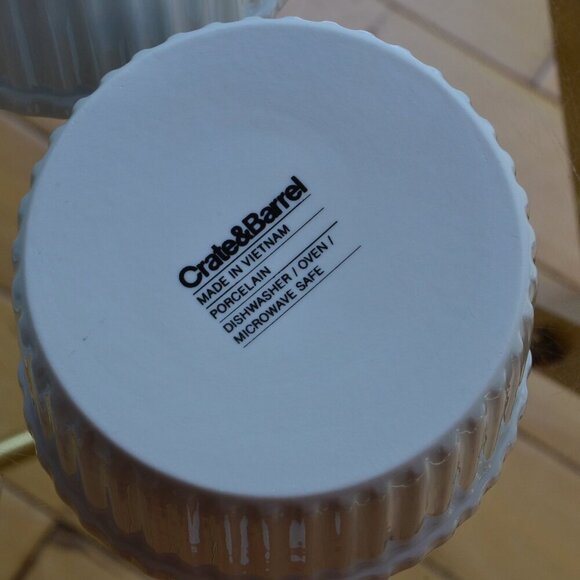 Crate&Barrel
MADE IN VIETNAM
PORCELAIN
DISHWASHER / OVEN /
MICROWAVE SAFE